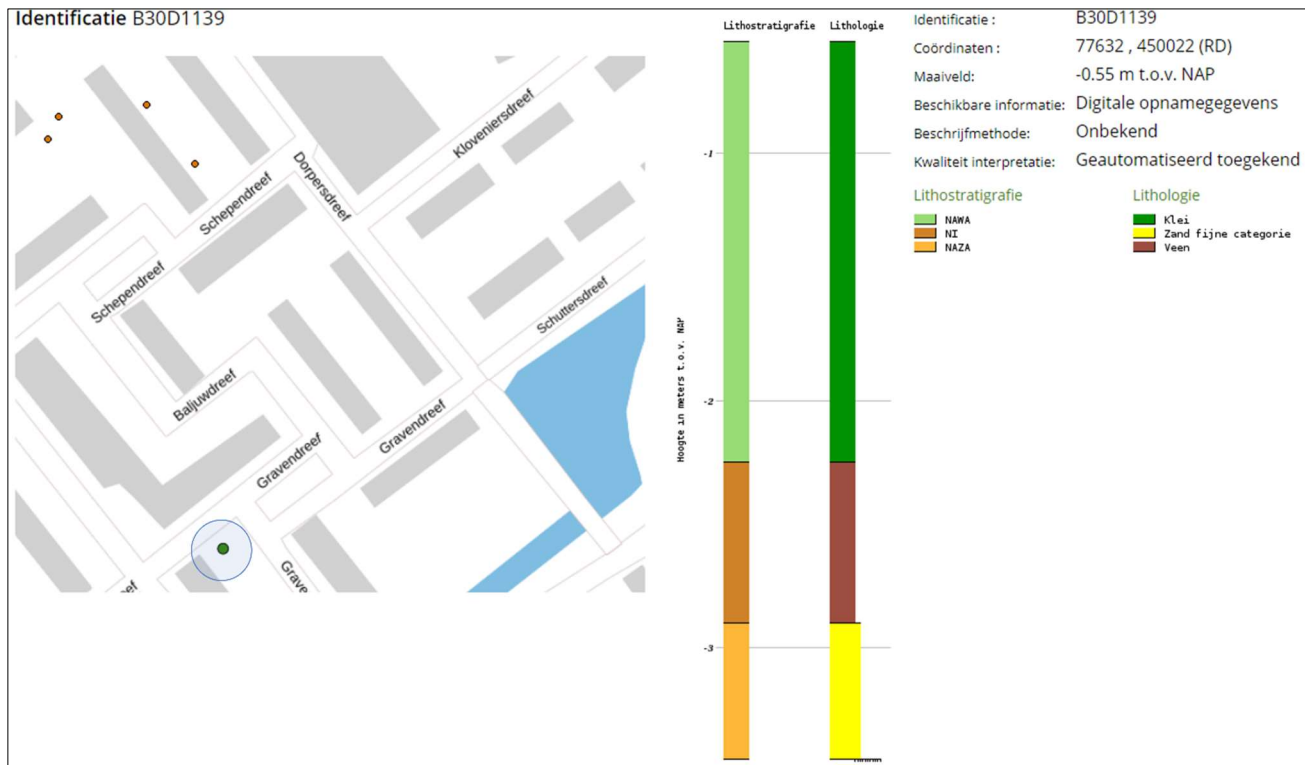 Identificatie B30D1139
Kloveniersdreef
Dorpersdreef
Schependreef
Schependreef
Schuttersdreef
Baljuwdreef
Gravendreef
Gravendreef
Grave
eef
Lithostratigrafie Lithologie
Hoogte in meters t.o.v. NAP
-1
-2
-3
Identificatie : B30D1139
Coördinaten : 77632 , 450022 (RD)
Maaiveld: -0.55 m t.o.v. NAP
Beschikbare informatie: Digitale opnamegegevens
Beschrijfmethode: Onbekend
Kwaliteit interpretatie: Geautomatiseerd toegekend
Lithostratigrafie Lithologie
NAWA Klei
NI Zand fijne categorie
NAZA Veen